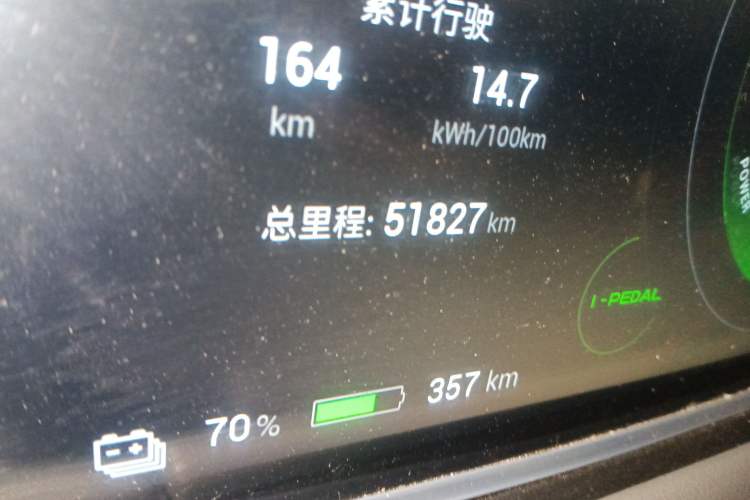 累计行驶
164 14.7
km kWh/100km
总里程: 51827 km
POWER
I-PEDAL
70% 357 km